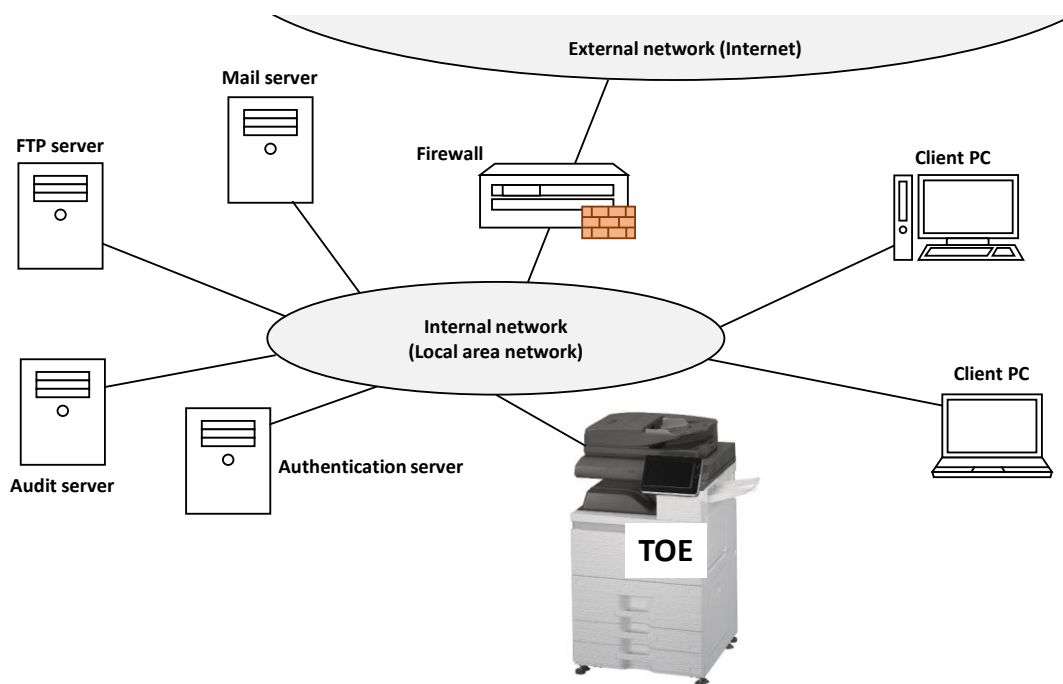 External network (Internet)
Mail server
FTP server
Firewall
Client PC
Internal network
(Local area network)
Client PC
Authentication server
Audit server
TOE